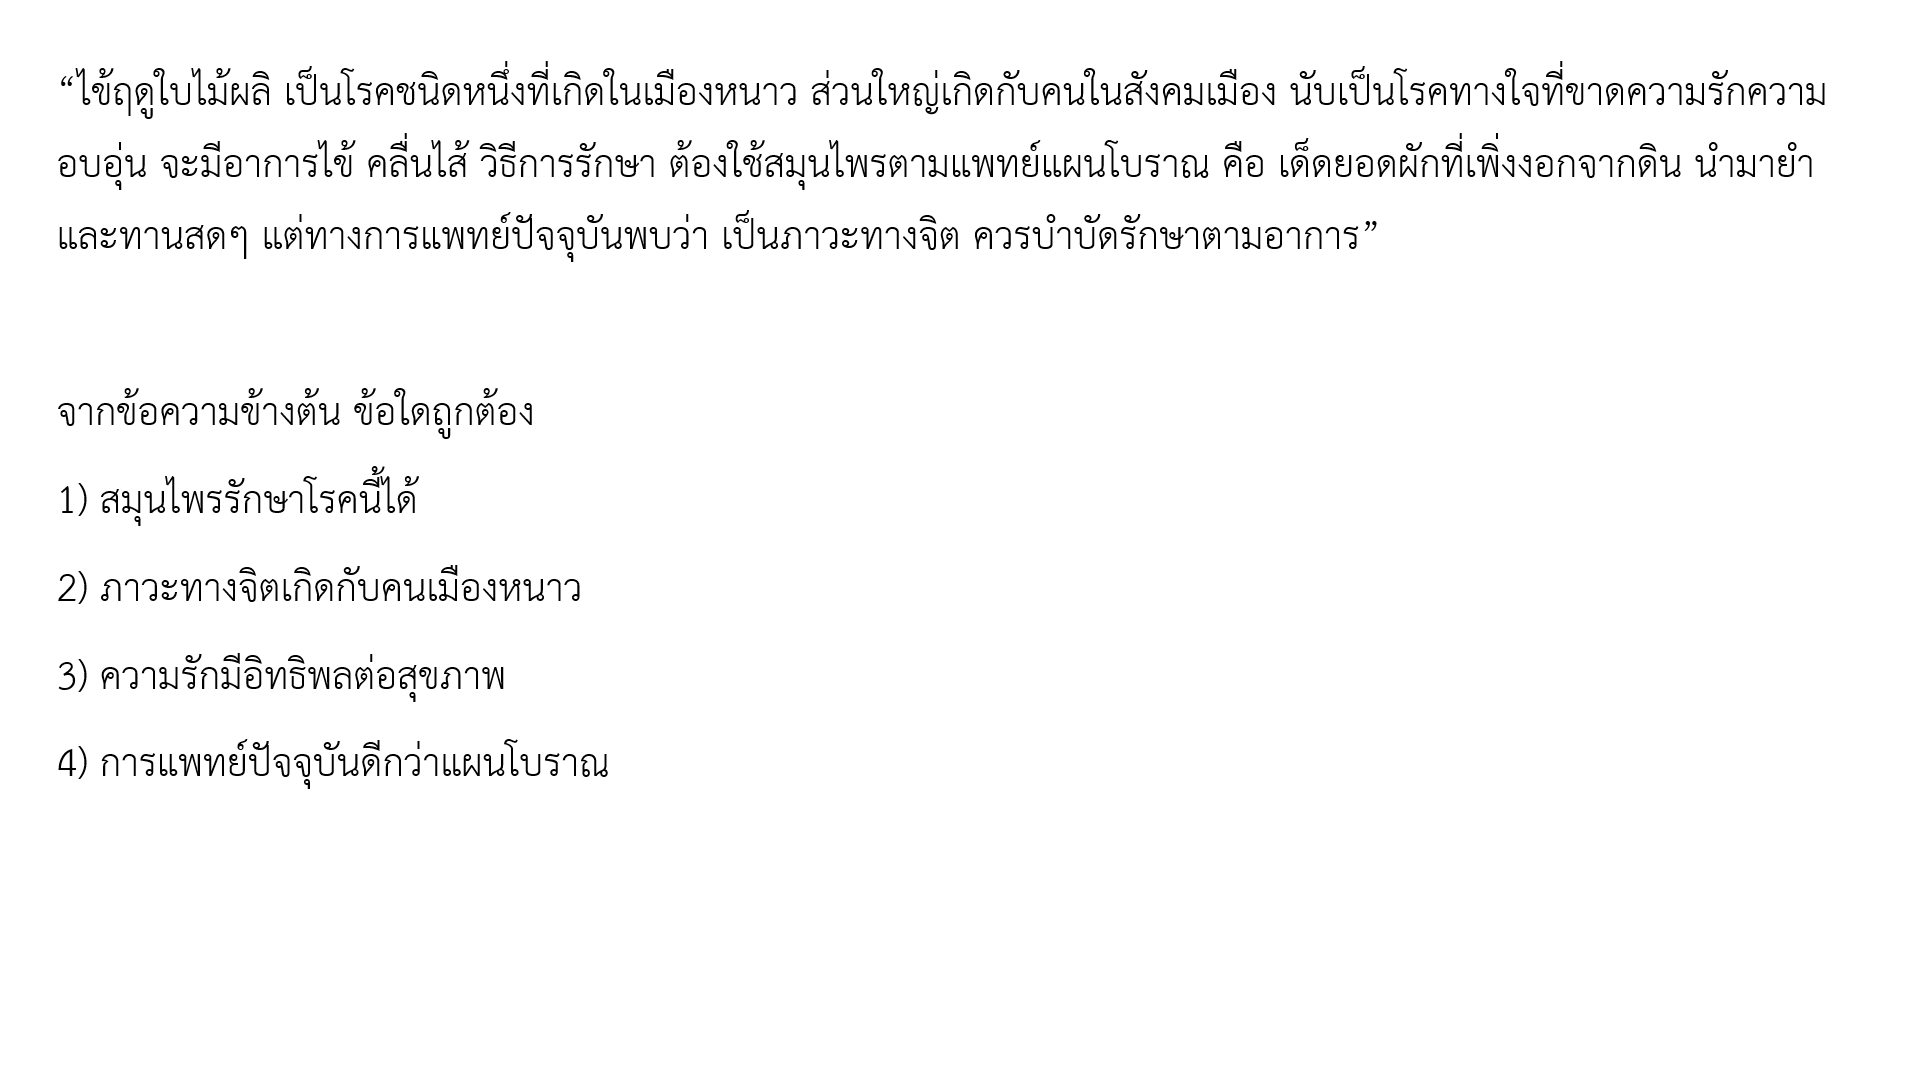 “ไข้ฤดูใบไม้ผลิ เป็นโรคชนิดหนึ่งที่เกิดในเมืองหนาว ส่วนใหญ่เกิดกับคนในสังคมเมือง นับเป็นโรคทางใจที่ขาดความรักความ
อบอุ่น จะมีอาการไข้ คลื่นไส้ วิธีการรักษา ต้องใช้สมุนไพรตามแพทย์แผนโบราณ คือ เด็ดยอดผักที่เพิ่งงอกจากดิน นำมายำ
และทานสดๆ แต่ทางการแพทย์ปัจจุบันพบว่า เป็นภาวะทางจิต ควรบำบัดรักษาตามอาการ”
จากข้อความข้างต้น ข้อใดถูกต้อง
1) สมุนไพรรักษาโรคนี้ได้
2) ภาวะทางจิตเกิดกับคนเมืองหนาว
3) ความรักมีอิทธิพลต่อสุขภาพ
4) การแพทย์ปัจจุบันดีกว่าแผนโบราณ